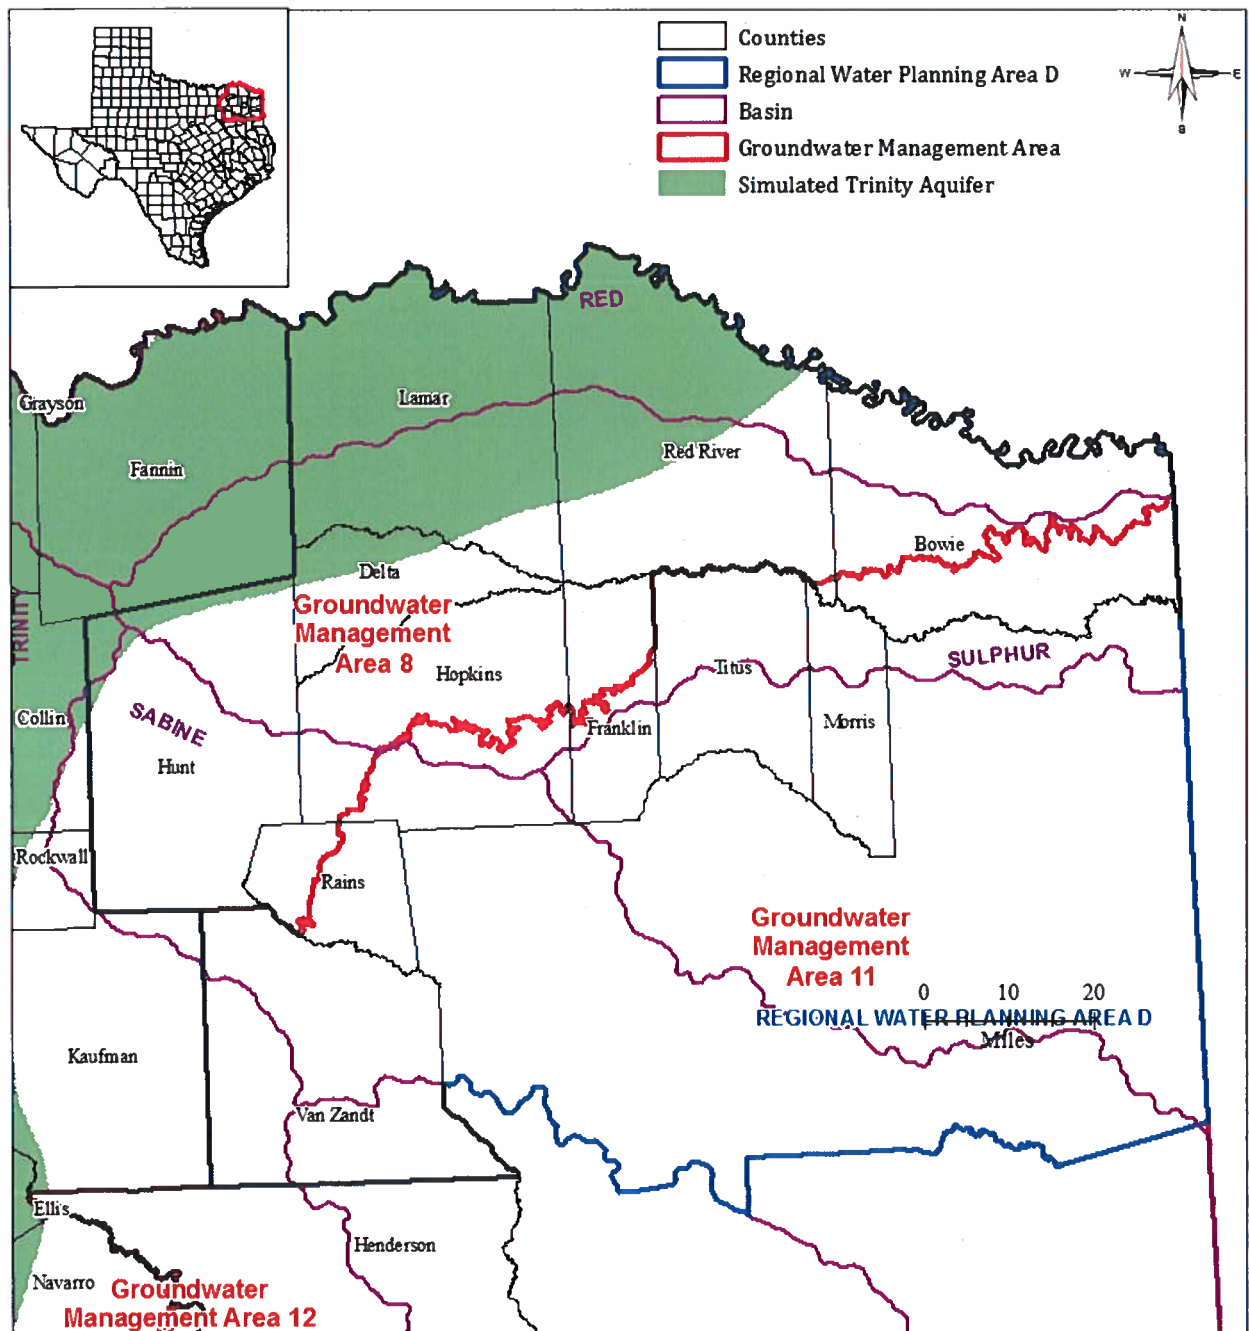 Counties
Regional Water Planning Area D
Basin
Groundwater Management Area
Simulated Trinity Aquifer
N
W
E
S
RED
Grayson
Lamar
Fannin
Red River
Bowie
Delta
Groundwater
Management
Area 8
TRINITY
SULPHUR
Hopkins
Titus
Collin
SABINE
Franklin
Morris
Hunt
Rockwall
Rains
Groundwater
Management
Area 11
0 10 20
REGIONAL WATER PLANNING AREA D
Miles
Kaufman
Van Zandt
Ellis
Henderson
Navarro
Groundwater
Management Area 12